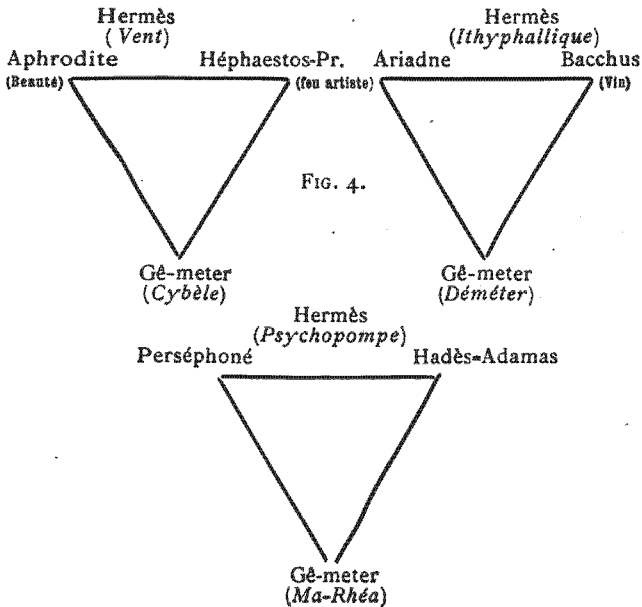 Hermès
(Vent)
Aphrodite Héphaestos-Pr.
(Beauté) (feu artiste)
Hermès
(Ithyphallique)
Ariadne Bacchus
(Vin)
FIG. 4.
Gê-meter
(Cybèle)
Gê-meter
(Déméter)
Hermès
(Psychopompe)
Perséphoné Hadès-Adamas
Gê-meter
(Ma-Rhéa)